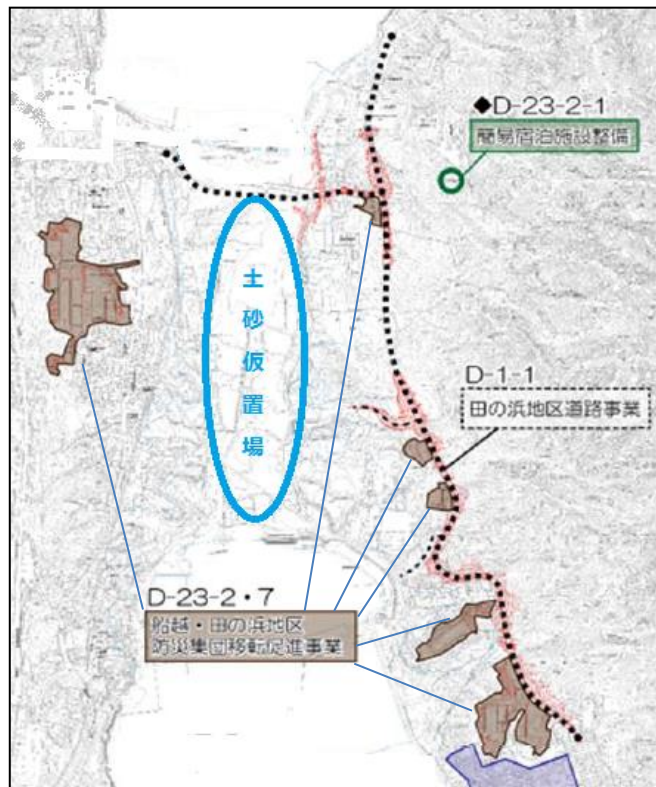 ◆D-23-2-1
簡易宿泊施設整備
土砂仮置場
D-1-1
田の浜地区道路事業
D-23-2・7
船越・田の浜地区
防災集団移転促進事業